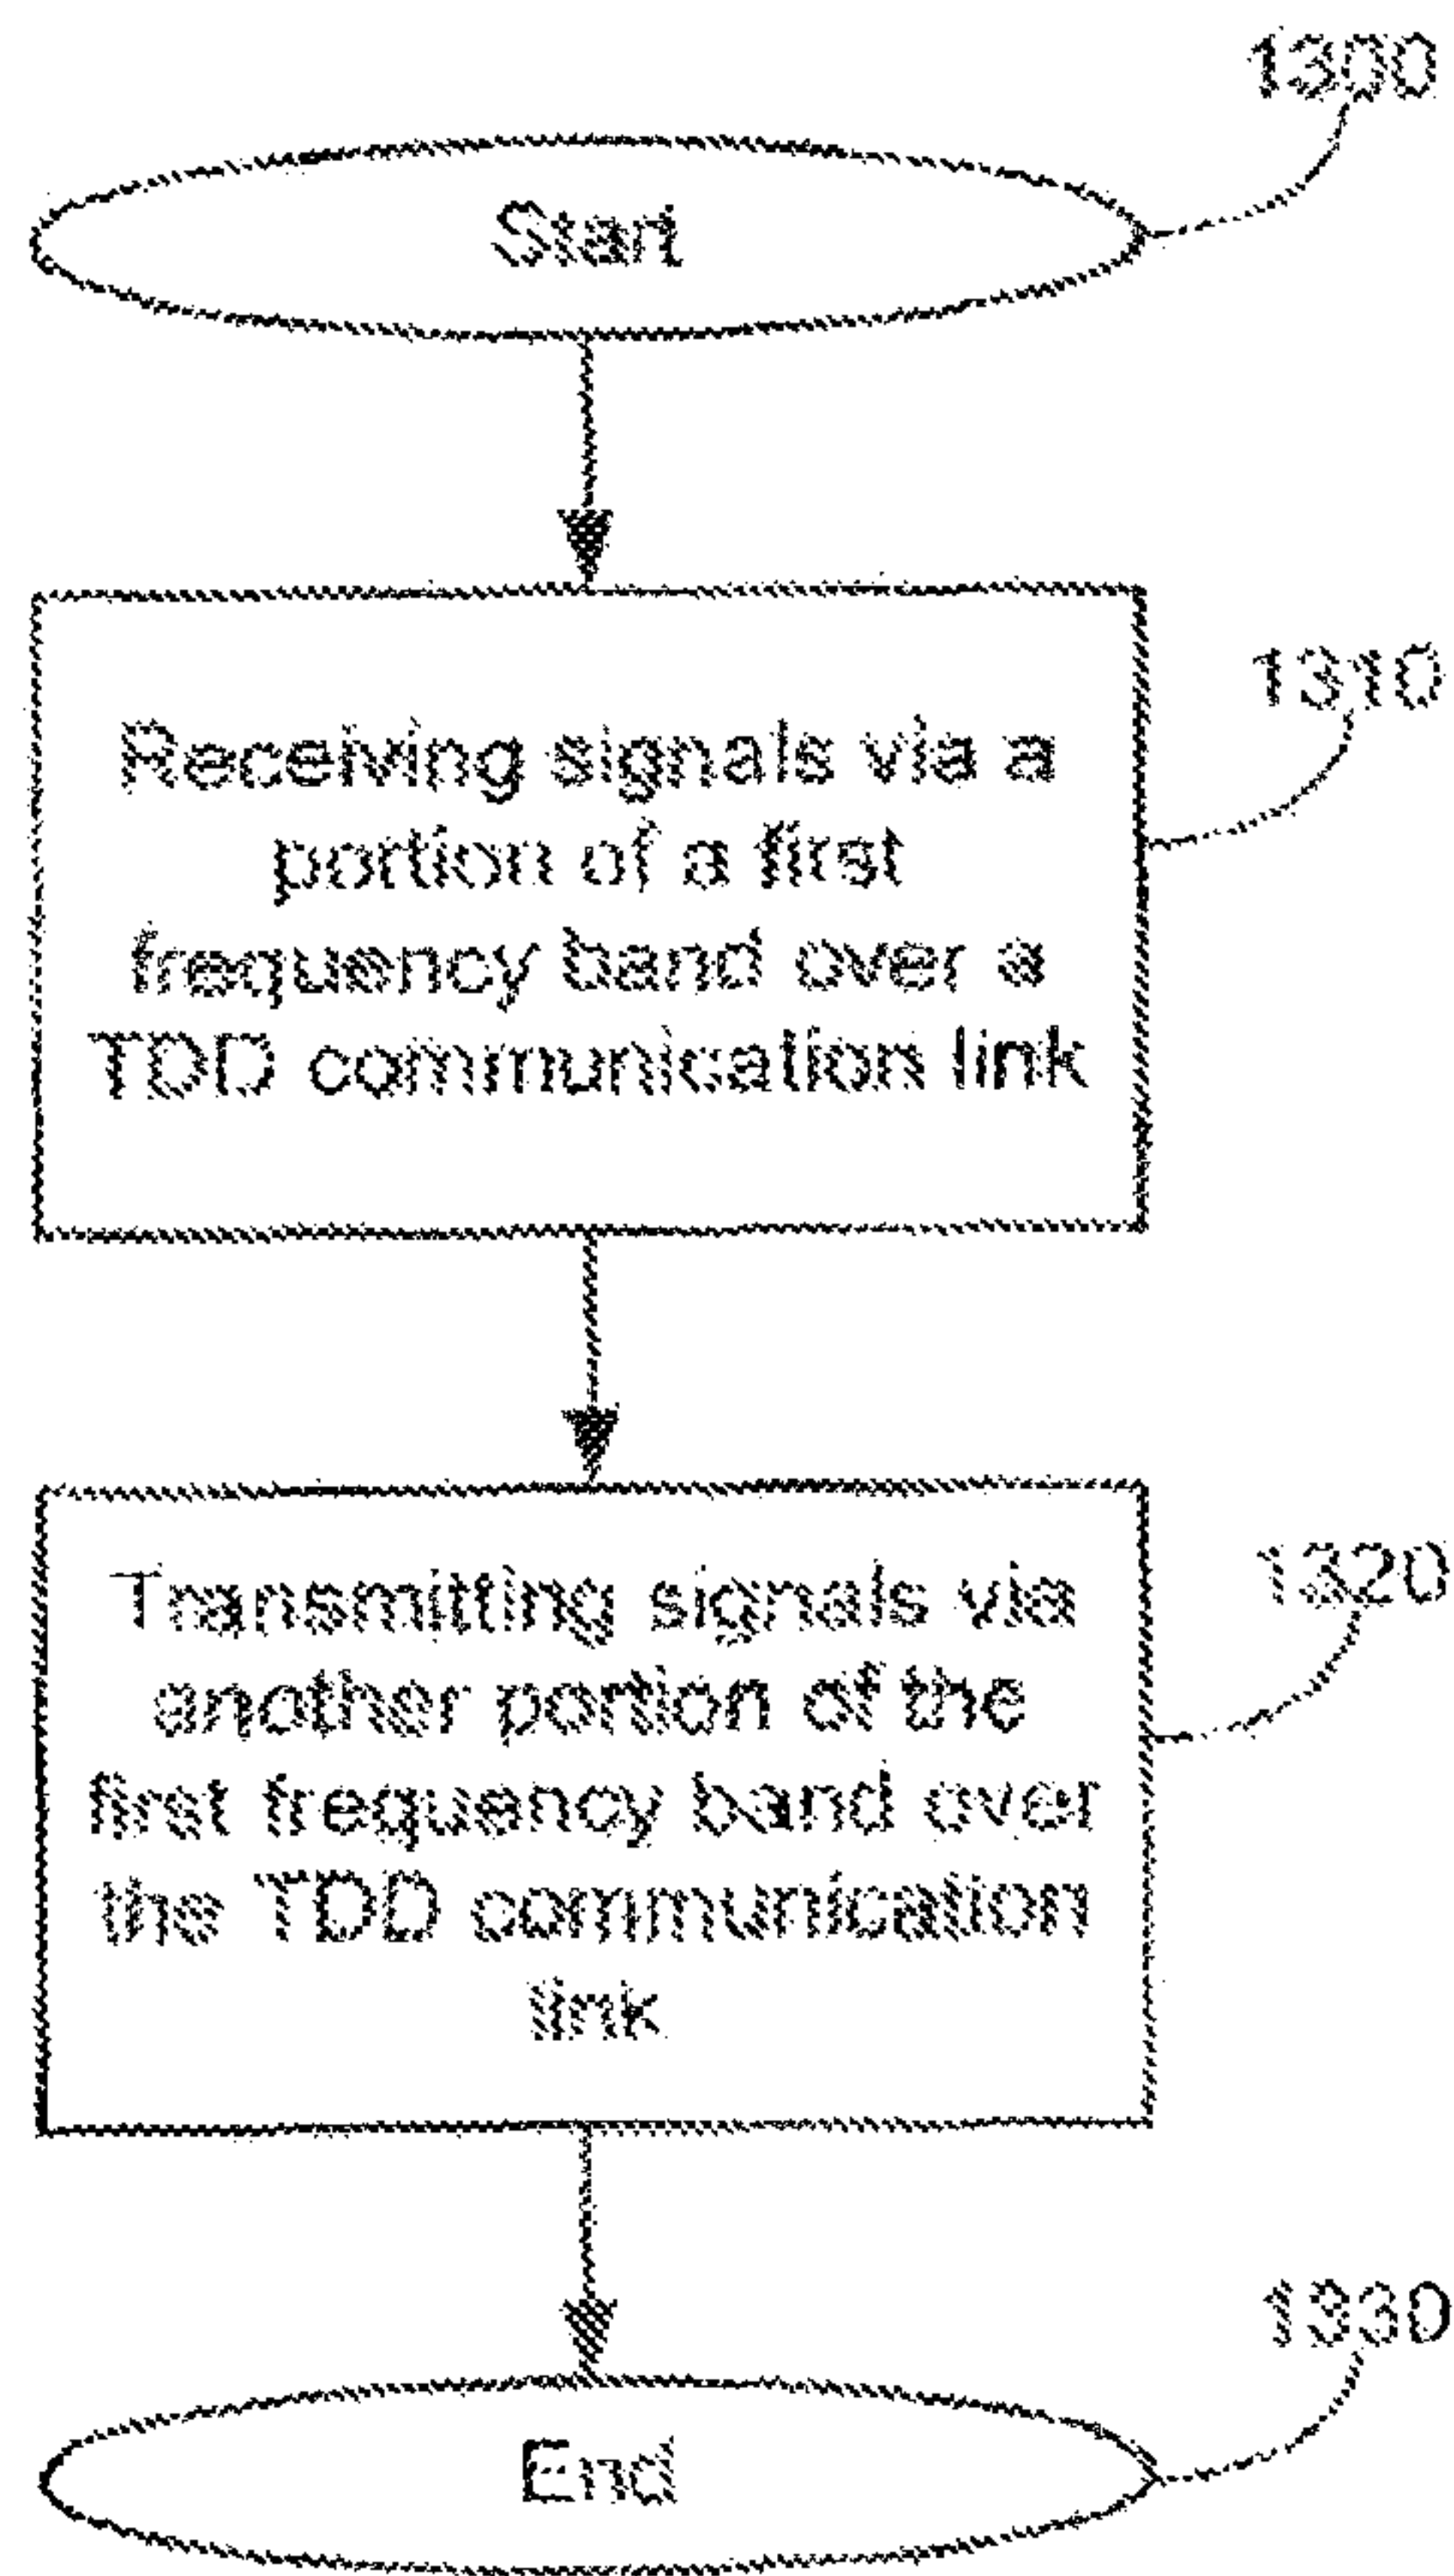 1300
Start
1310
Receiving signals via a
portion of a first
frequency band over a
TDD communication link
1320
Transmitting signals via
another portion of the
first frequency band over
the TDD communication
link
1330
End